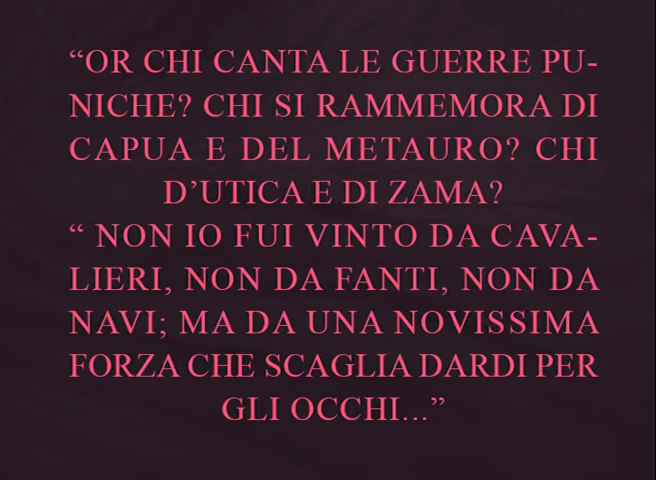 “OR CHI CANTA LE GUERRE PU-
NICHE? CHI SI RAMMEMORA DI
CAPUA E DEL METAURO? CHI
D’UTICA E DI ZAMA?
“ NON IO FUI VINTO DA CAVA-
LIERI, NON DA FANTI, NON DA
NAVI; MA DA UNA NOVISSIMA
FORZA CHE SCAGLIA DARDI PER
GLI OCCHI...”